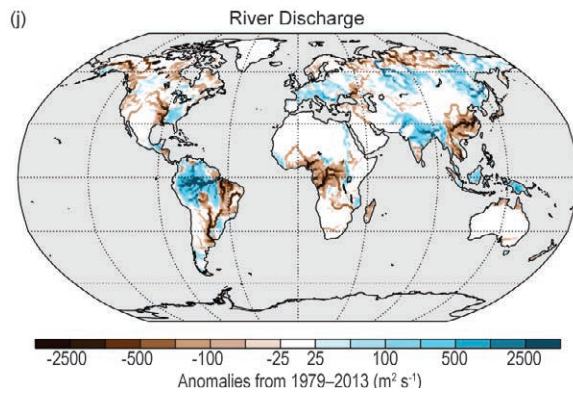 (j)
River Discharge
-2500 -500 -100 -25 25 100 500 2500
Anomalies from 1979–2013 (m² s⁻¹)